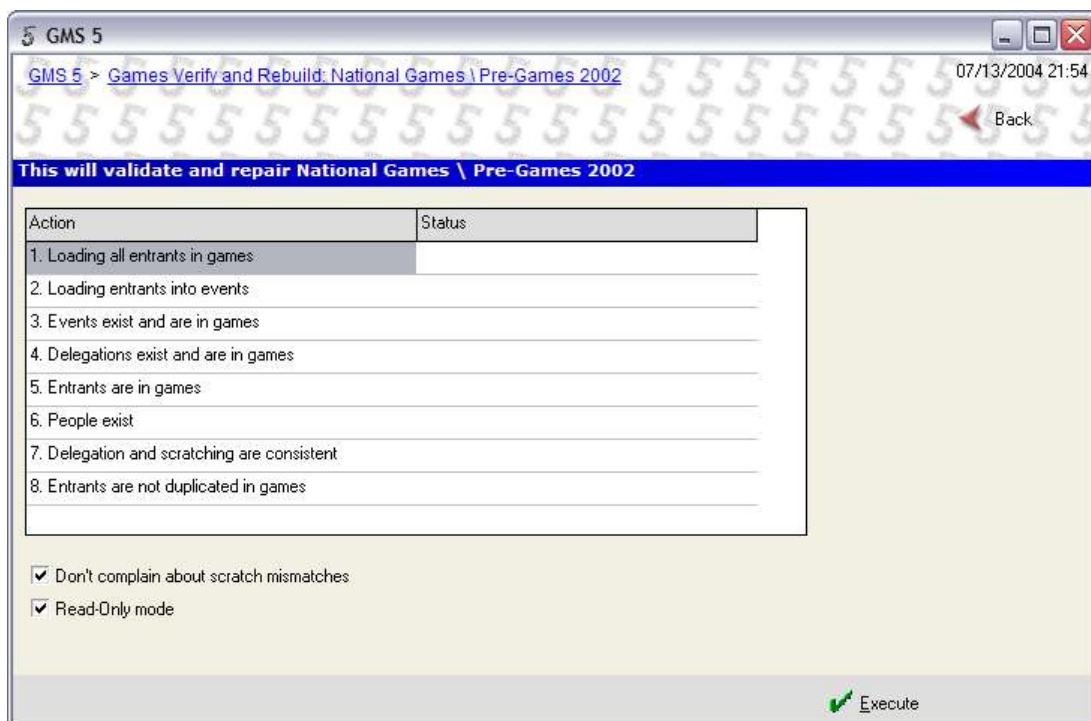 5 GMS 5
GMS 5 > Games Verify and Rebuild: National Games \ Pre-Games 2002
07/13/2004 21:54
Back
This will validate and repair National Games \ Pre-Games 2002
Action Status
1. Loading all entrants in games
2. Loading entrants into events
3. Events exist and are in games
4. Delegations exist and are in games
5. Entrants are in games
6. People exist
7. Delegation and scratching are consistent
8. Entrants are not duplicated in games
Don't complain about scratch mismatches
Read-Only mode
Execute